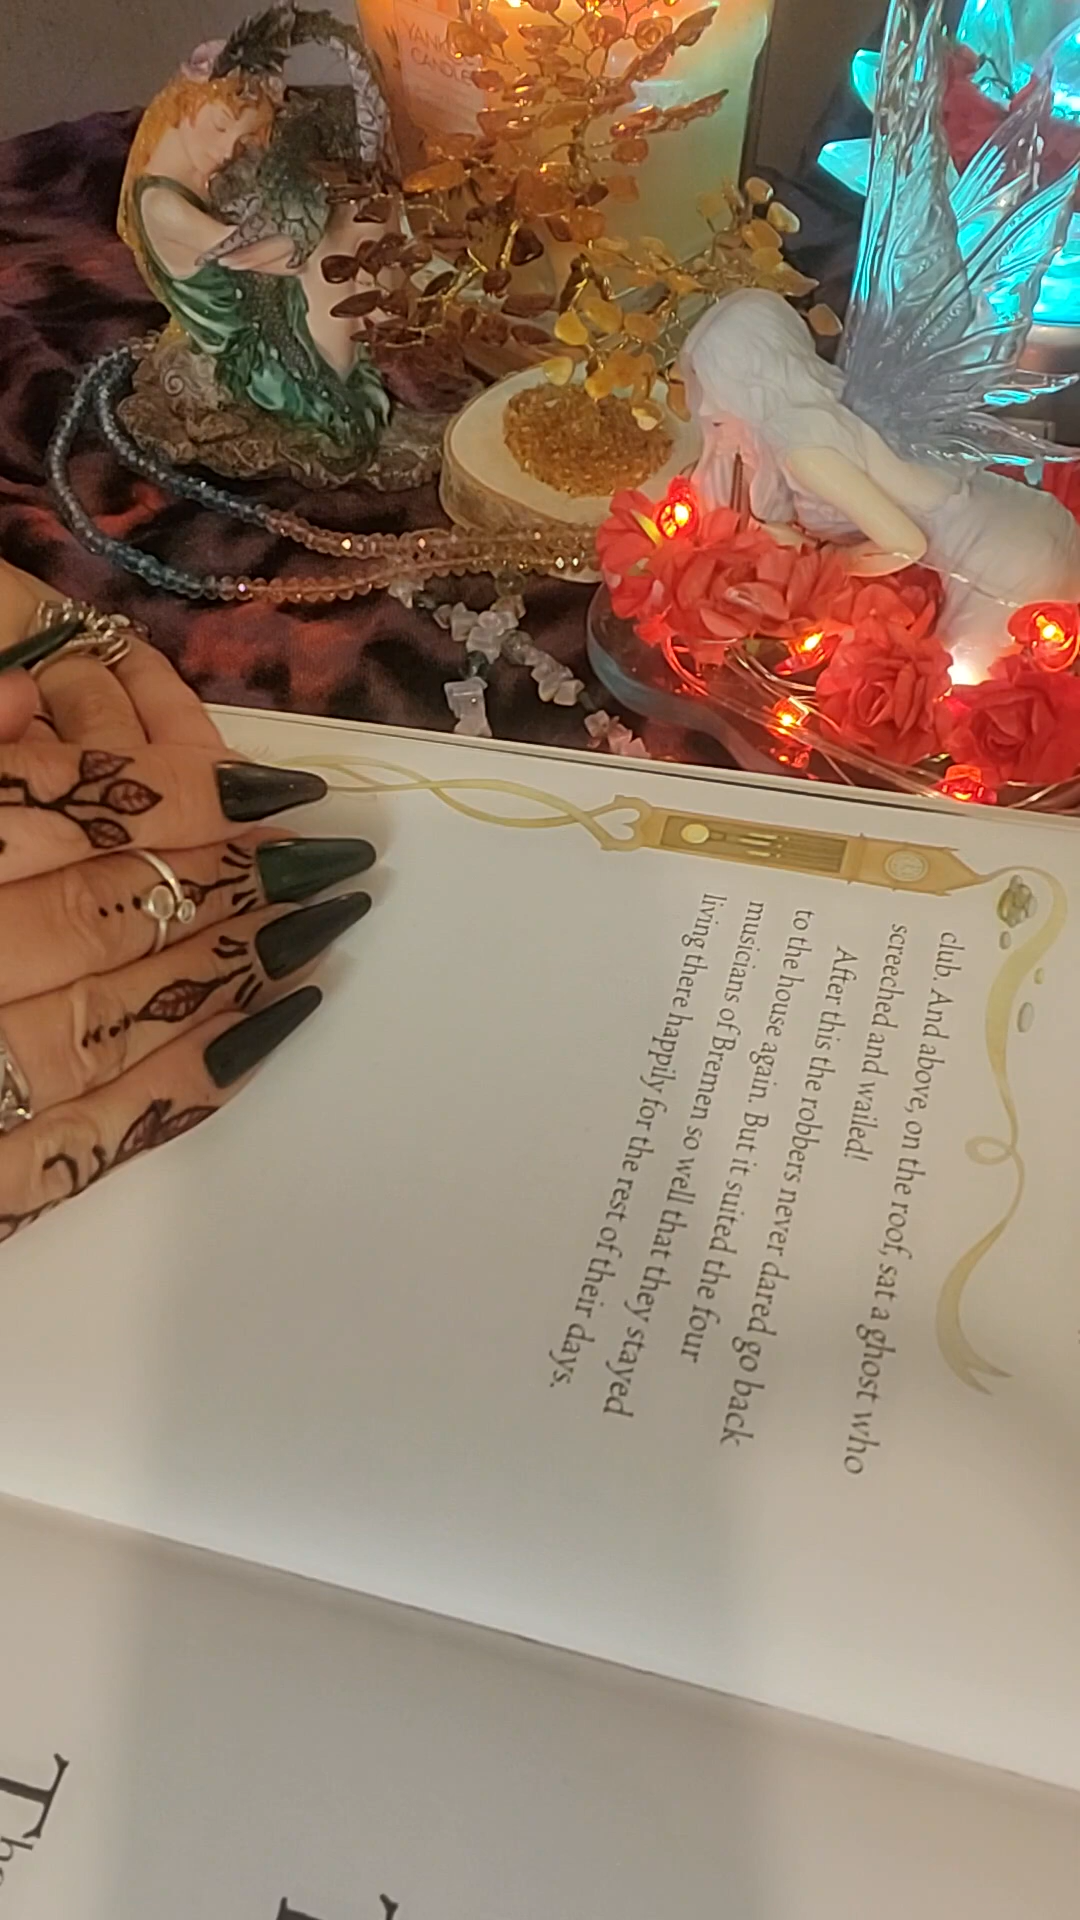 YANKEE
CANDLE
club. And above, on the roof, sat a ghost who
screeched and wailed!
After this the robbers never dared go back
to the house again. But it suited the four
musicians of Bremen so well that they stayed
living there happily for the rest of their days.